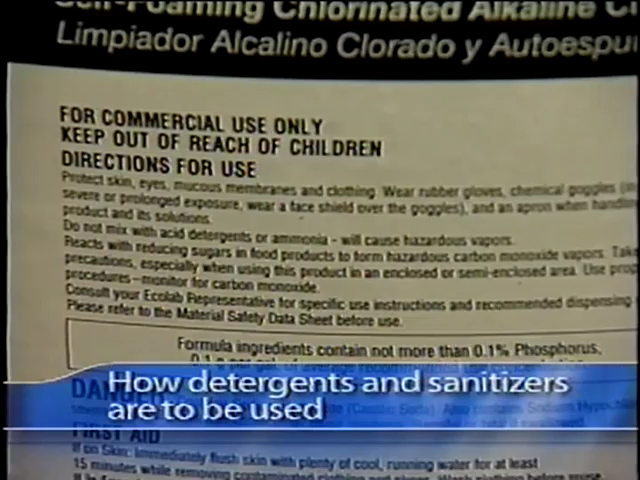 Self-Foaming Chlorinated Alkaline Cl
Limpiador Alcalino Clorado y Autoespu
FOR COMMERCIAL USE ONLY
KEEP OUT OF REACH OF CHILDREN
DIRECTIONS FOR USE
Protect skin, eyes, mucous membranes and clothing. Wear rubber gloves, chemical goggles
severe or prolonged exposure, wear a face shield over the goggles), and an apron when handlin
product and its solutions.
Do not mix with acid detergents or ammonia - will cause hazardous vapors.
Reacts with reducing sugars in food products to form hazardous carbon monoxide vapors. Take
precautions, especially when using this product in an enclosed or semi-enclosed area. Use prop
procedures - monitor for carbon monoxide.
Consult your Ecolab Representative for specific use instructions and recommended dispensing
Please refer to the Material Safety Data Sheet before use.
Formula ingredients contain not more than 0.1% Phosphorus,
How detergents and sanitizers
are to be used
FIRST AID
If on Skin: Immediately flush skin with plenty of cool, running water for at least
15 minutes while removing contaminated clothing